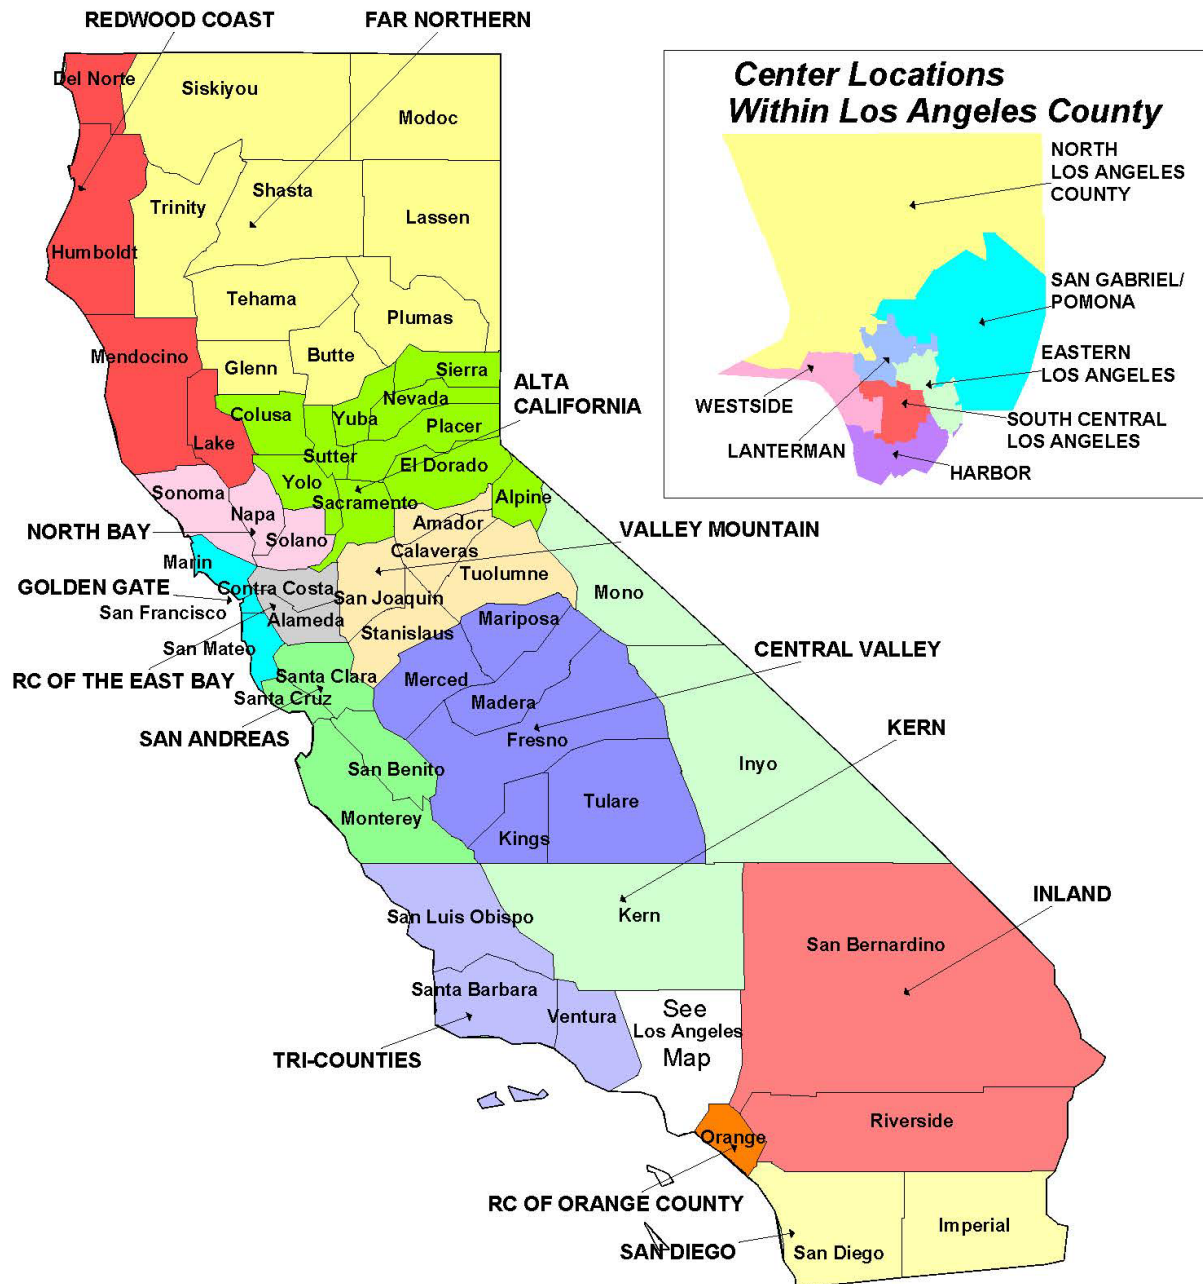 REDWOOD COAST
FAR NORTHERN
Del Norte
Siskiyou
Modoc
Shasta
Trinity
Lassen
Humboldt
Tehama
Plumas
Mendocino
Butte
Glenn
Sierra
Nevada
Colusa
Yuba
Placer
Lake
Sutter
El Dorado
Yolo
Sacramento
Alpine
Sonoma
Napa
Amador
Solano
Calaveras
Marin
Tuolumne
Contra Costa
Mono
San Joaquin
San Francisco
Alameda
Mariposa
Stanislaus
San Mateo
Santa Clara
Merced
Santa Cruz
Madera
Fresno
Inyo
San Benito
Tulare
Monterey
Kings
San Luis Obispo
Kern
San Bernardino
Santa Barbara
Ventura
See
Los Angeles
Map
Riverside
Orange
Imperial
San Diego
ALTA
CALIFORNIA
NORTH BAY
VALLEY MOUNTAIN
GOLDEN GATE
RC OF THE EAST BAY
CENTRAL VALLEY
SAN ANDREAS
KERN
INLAND
TRI-COUNTIES
RC OF ORANGE COUNTY
SAN DIEGO
Center Locations
Within Los Angeles County
NORTH
LOS ANGELES
COUNTY
SAN GABRIEL/
POMONA
EASTERN
LOS ANGELES
WESTSIDE
SOUTH CENTRAL
LOS ANGELES
LANTERMAN
HARBOR